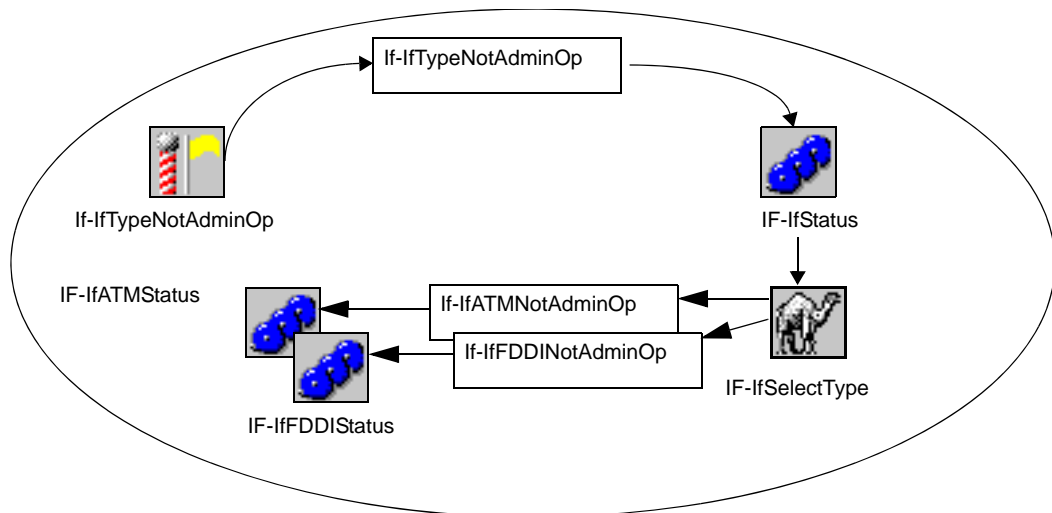 If-IfTypeNotAdminOp
If-IfTypeNotAdminOp
IF-IfStatus
IF-IfATMStatus
If-IfATMNotAdminOp
If-IfFDDINotAdminOp
IF-IfSelectType
IF-IfFDDIStatus